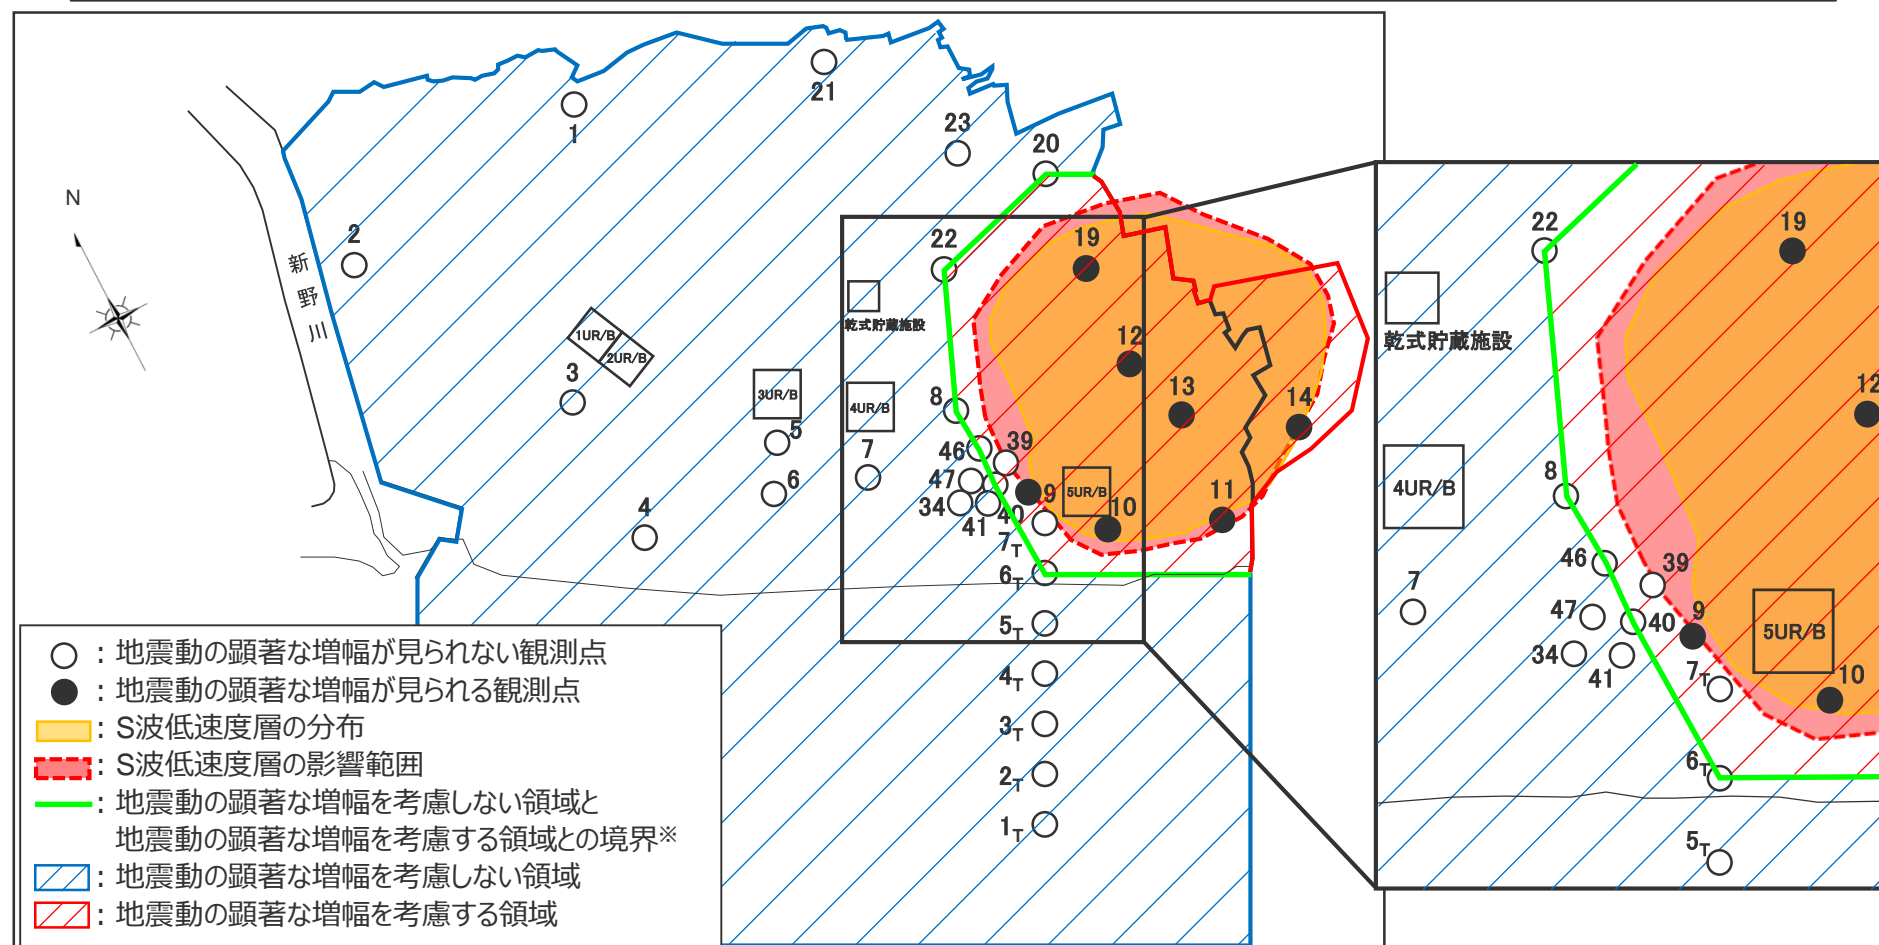 N
新
野
川
1
2
21
23
20
22
乾式貯蔵施設
1UR/B
2UR/B
3
3UR/B
4UR/B
5
6
7
4
8
46
39
47
34
41
40
9
5UR/B
10
11
12
13
14
19
7T
6T
5T
4T
3T
2T
1T
22
19
乾式貯蔵施設
12
4UR/B
8
46
39
7
47
40
9
34
41
5UR/B
7T
10
6T
5T
：地震動の顕著な増幅が見られない観測点
：地震動の顕著な増幅が見られる観測点
：S波低速度層の分布
：S波低速度層の影響範囲
：地震動の顕著な増幅を考慮しない領域と
地震動の顕著な増幅を考慮する領域との境界※
：地震動の顕著な増幅を考慮しない領域
：地震動の顕著な増幅を考慮する領域